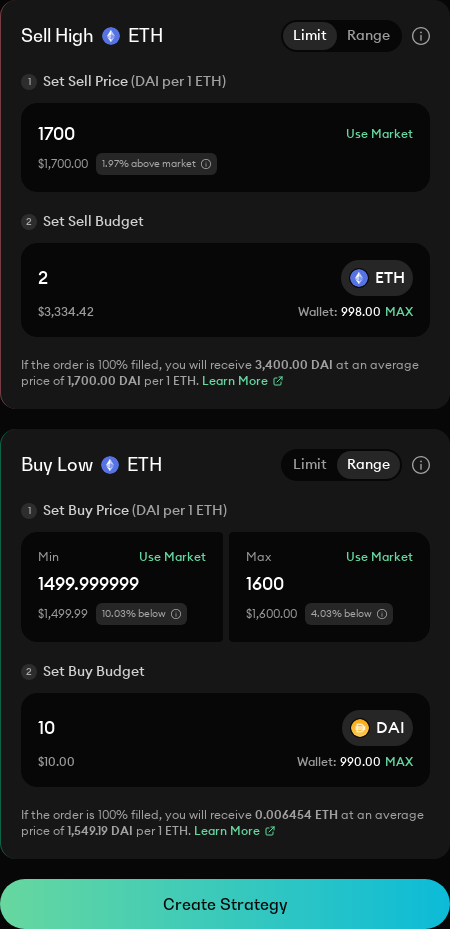 Sell High ETH Limit Range
1 Set Sell Price (DAI per 1 ETH)
1700 Use Market
$1,700.00 1.97% above market
2 Set Sell Budget
2 ETH
$3,334.42 Wallet: 998.00 MAX
If the order is 100% filled, you will receive 3,400.00 DAI at an average
price of 1,700.00 DAI per 1 ETH. Learn More
Buy Low ETH Limit Range
1 Set Buy Price (DAI per 1 ETH)
Min Use Market Max Use Market
1499.999999 1600
$1,499.99 10.03% below $1,600.00 4.03% below
2 Set Buy Budget
10 DAI
$10.00 Wallet: 990.00 MAX
If the order is 100% filled, you will receive 0.006454 ETH at an average
price of 1,549.19 DAI per 1 ETH. Learn More
Create Strategy